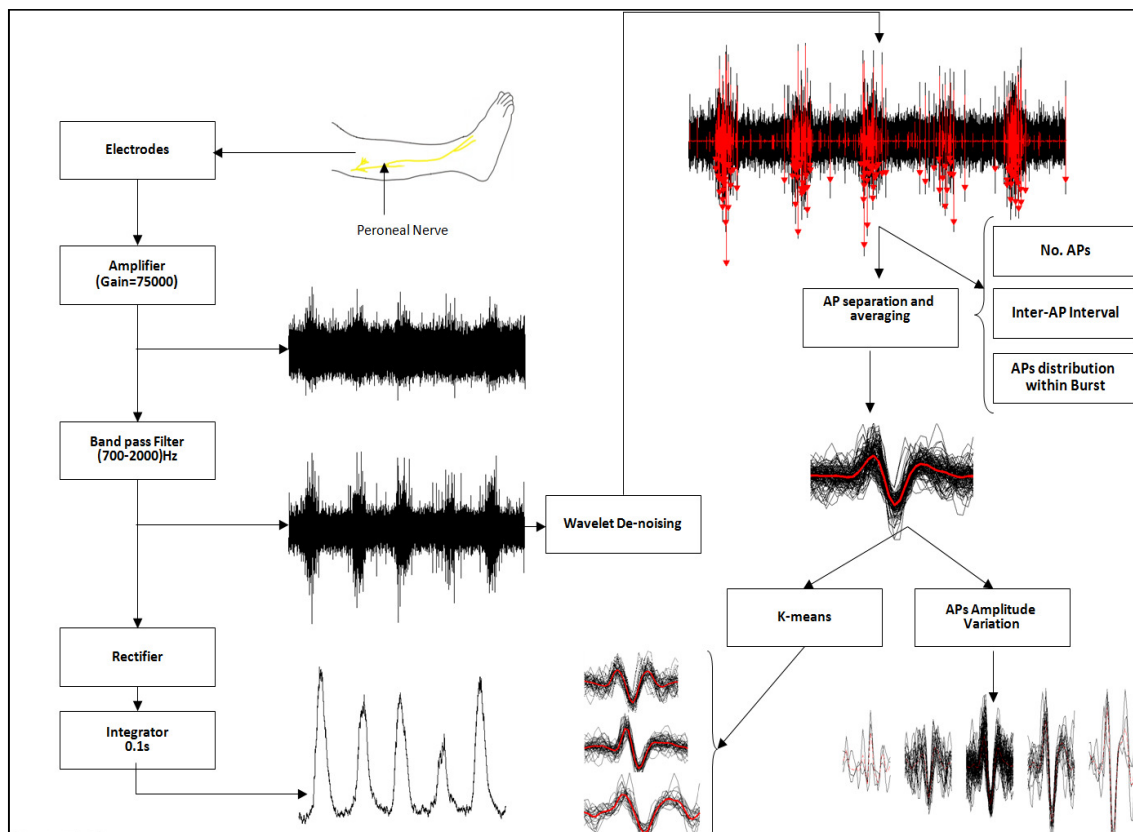 Electrodes
Peroneal Nerve
Amplifier
(Gain=75000)
Band pass Filter
(700-2000)Hz
Wavelet De-noising
Rectifier
Integrator
0.1s
No. APs
AP separation and
averaging
Inter-AP Interval
APs distribution
within Burst
K-means
APs Amplitude
Variation